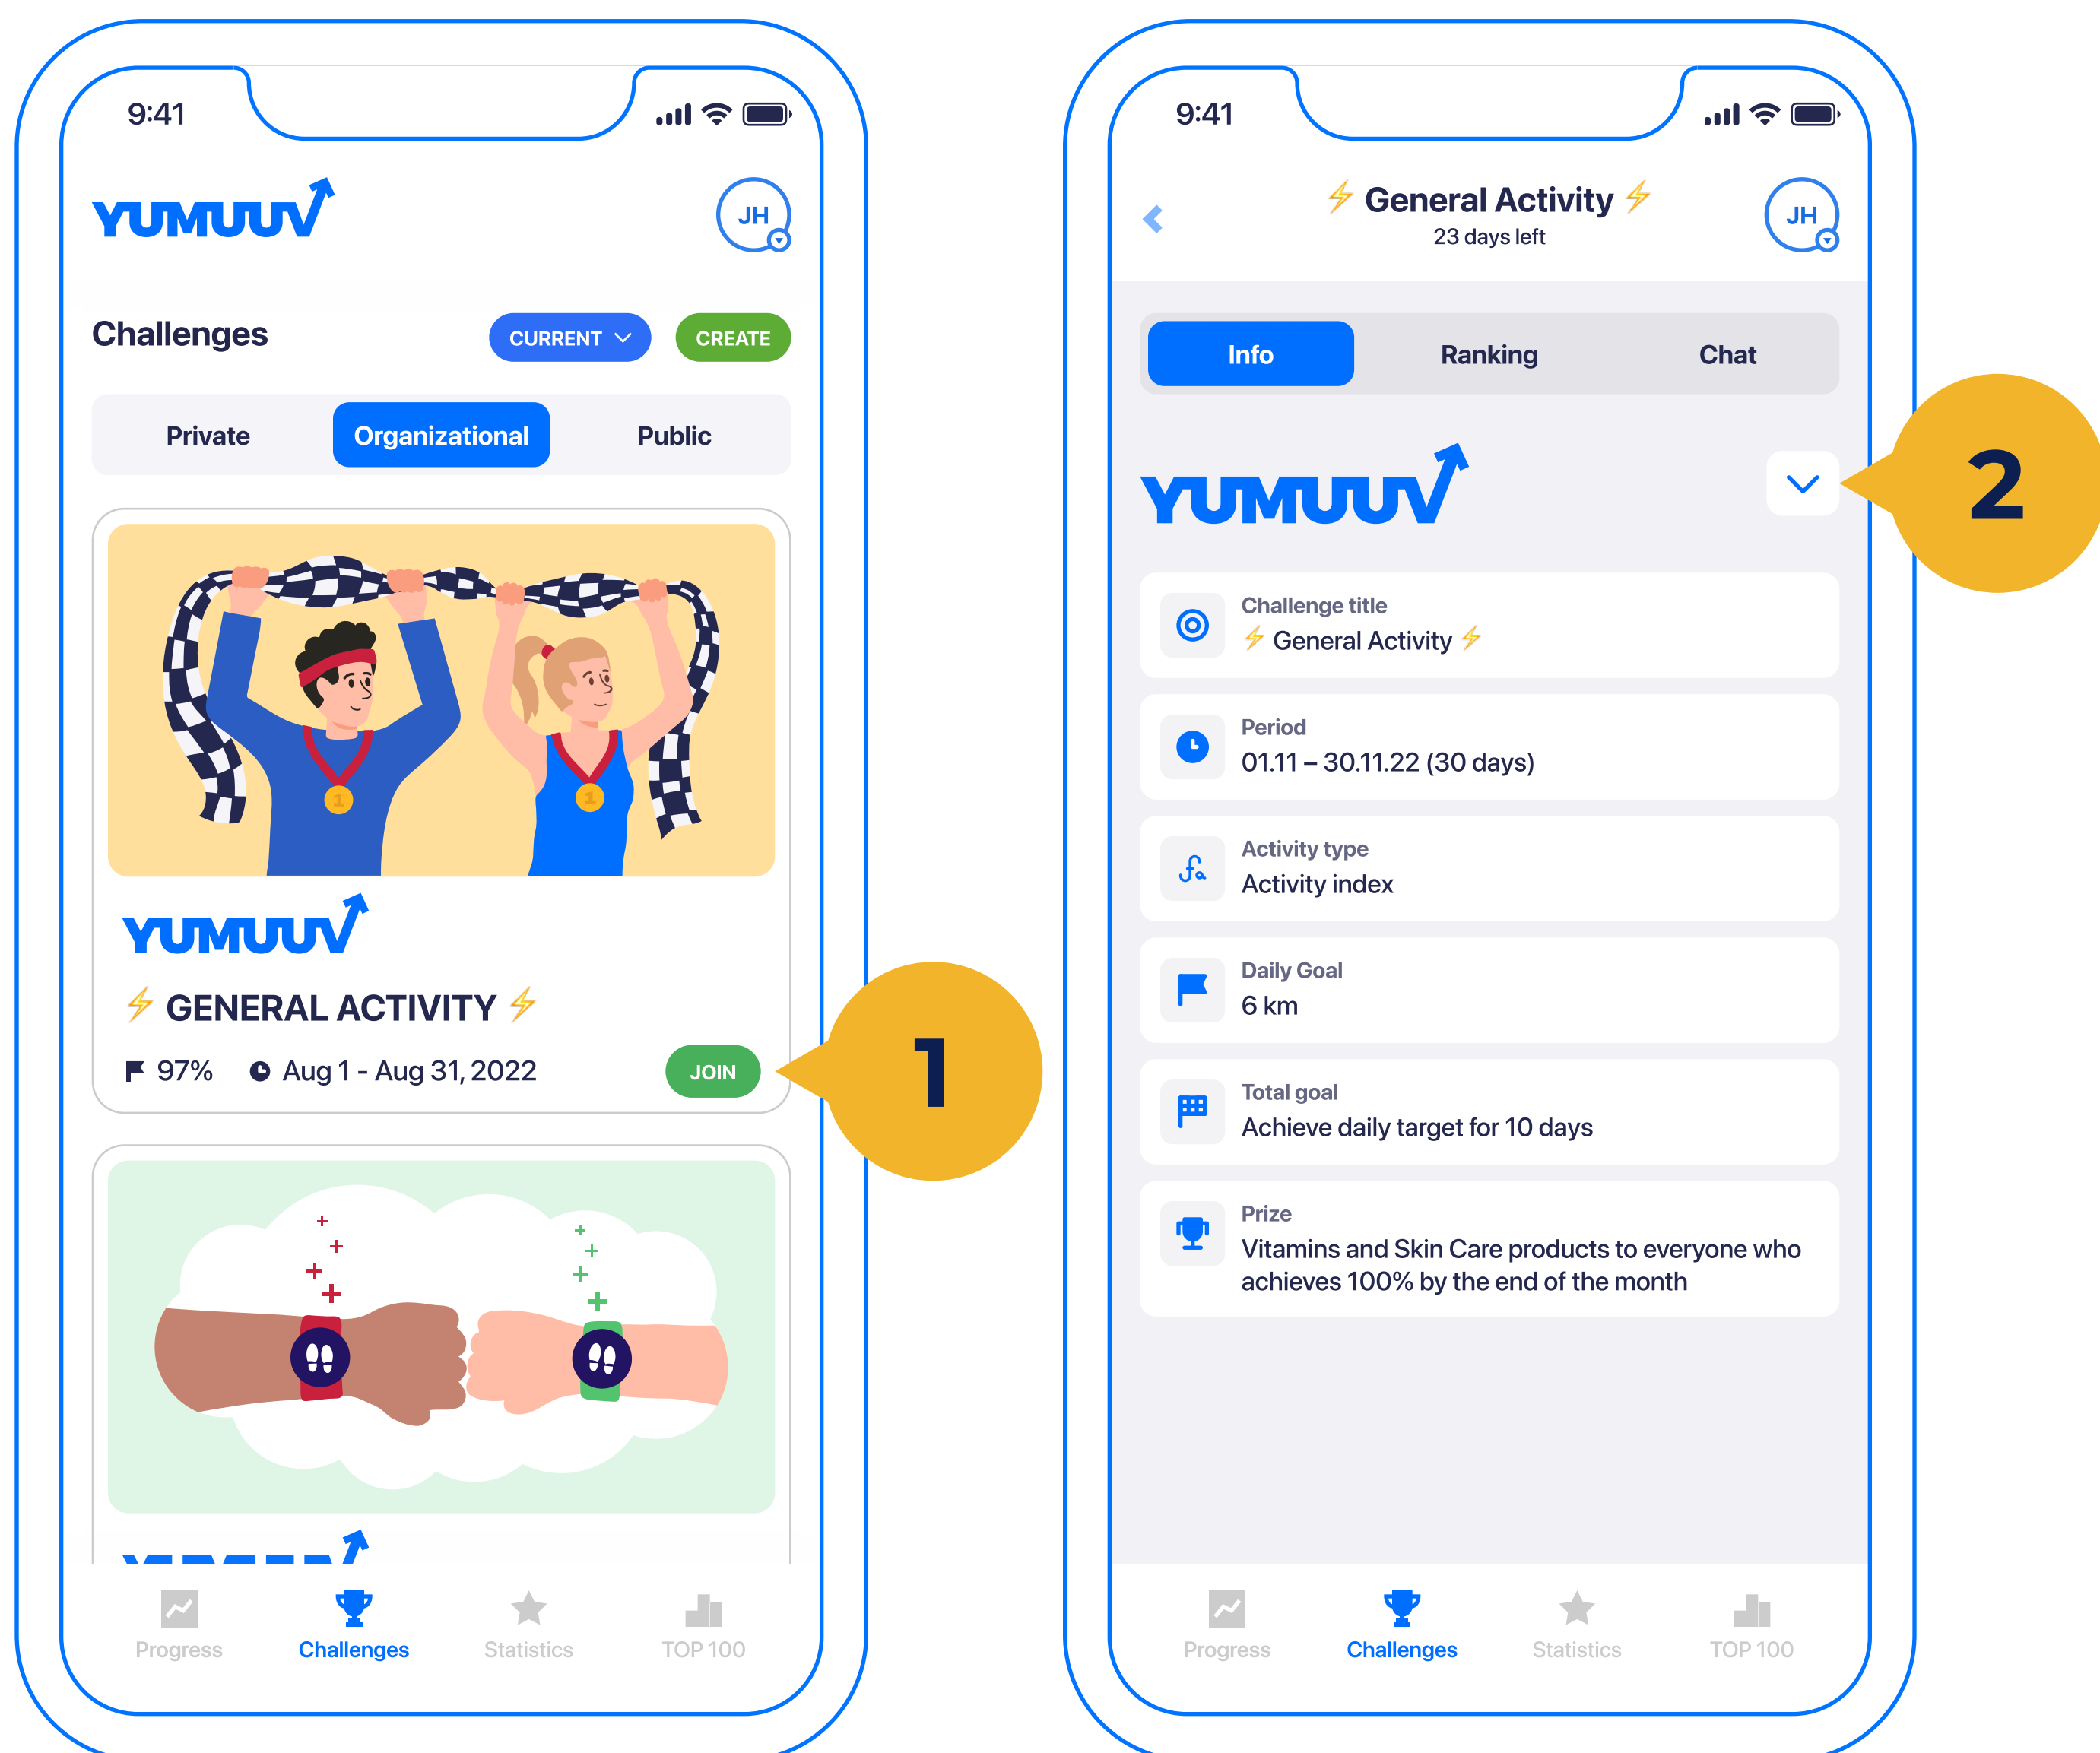 9:41
YUMUUV
JH
Challenges
CURRENT
CREATE
Private
Organizational
Public
1
1
YUMUUV
⚡ GENERAL ACTIVITY ⚡
97%
Aug 1 - Aug 31, 2022
JOIN
1
Progress
Challenges
Statistics
TOP 100
9:41
⚡ General Activity ⚡
23 days left
JH
Info
Ranking
Chat
YUMUUV
2
Challenge title
⚡ General Activity ⚡
Period
01.11 – 30.11.22 (30 days)
Activity type
Activity index
Daily Goal
6 km
Total goal
Achieve daily target for 10 days
Prize
Vitamins and Skin Care products to everyone who
achieves 100% by the end of the month
Progress
Challenges
Statistics
TOP 100